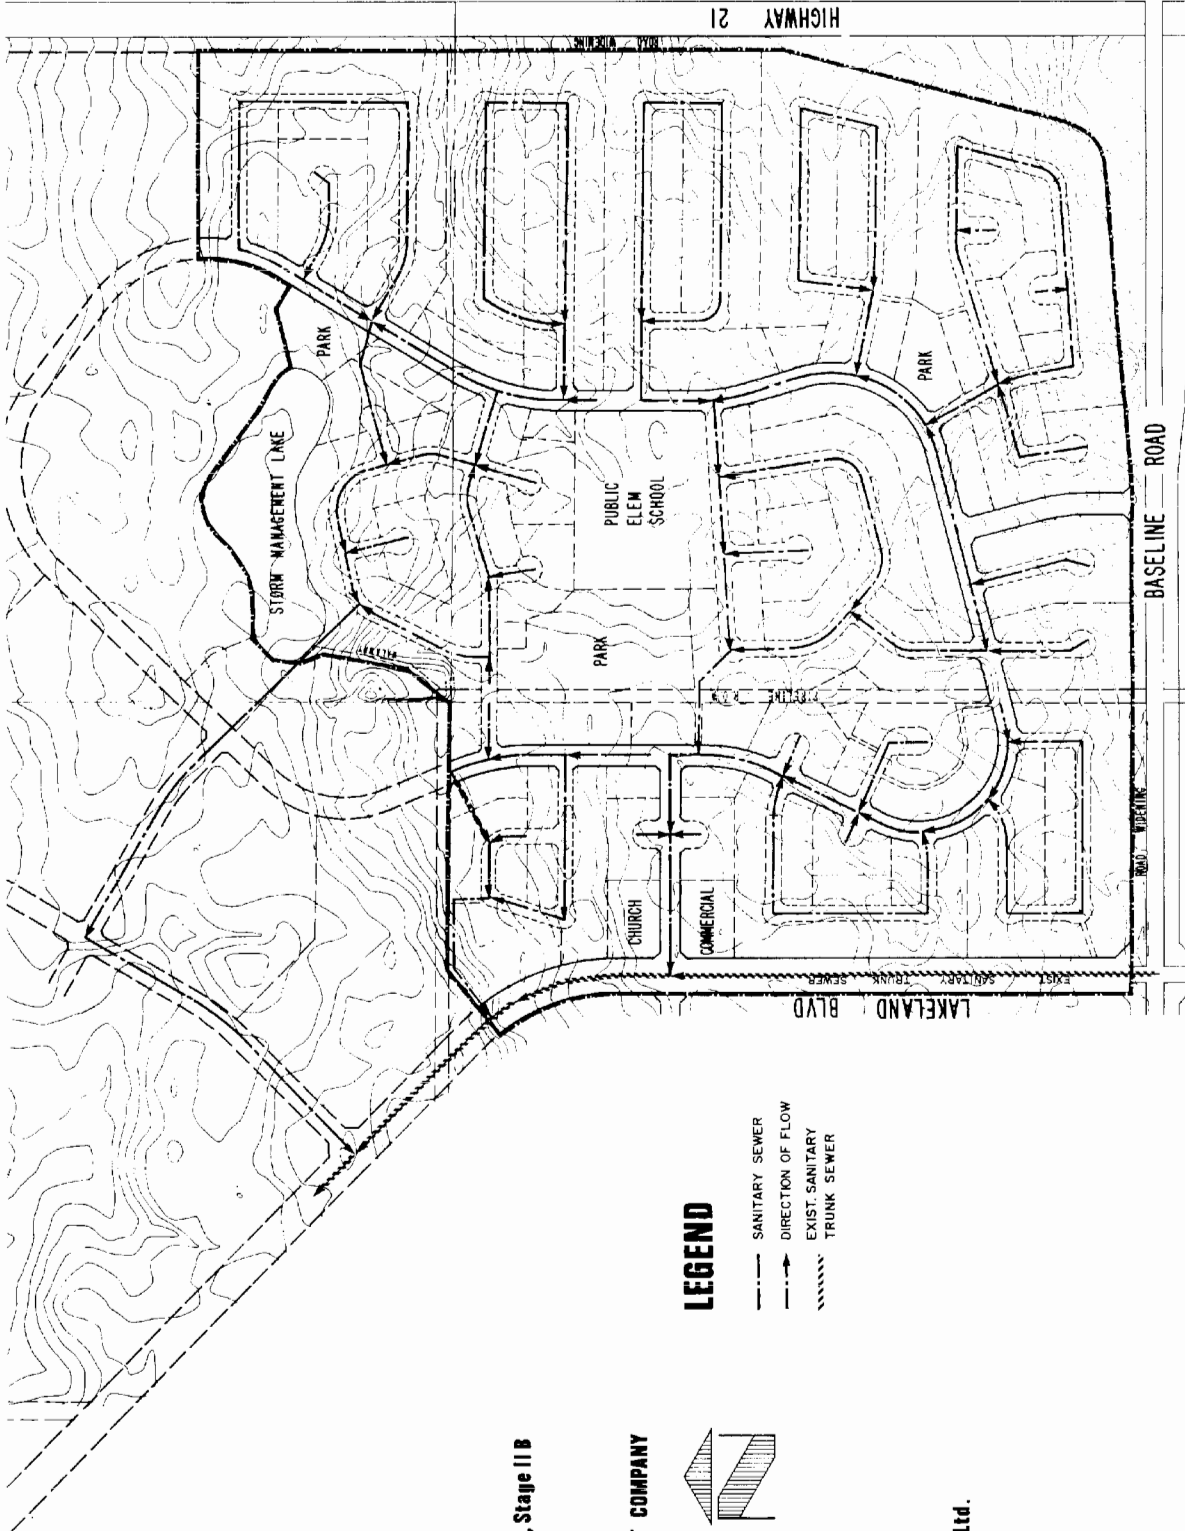 HIGHWAY 21
ROAD WIDENING
PARK
STORM MANAGEMENT LAKE
PUBLIC
ELEM
SCHOOL
PARK
PARK
PIPELINE R.O.W.
BASELINE ROAD
ROAD WIDENING
CHURCH
COMMERCIAL
EXIST. SANITARY TRUNK SEWER
LAKELAND BLVD
LEGEND
SANITARY SEWER
DIRECTION OF FLOW
EXIST. SANITARY
TRUNK SEWER
, Stage II B
COMPANY
Ltd.